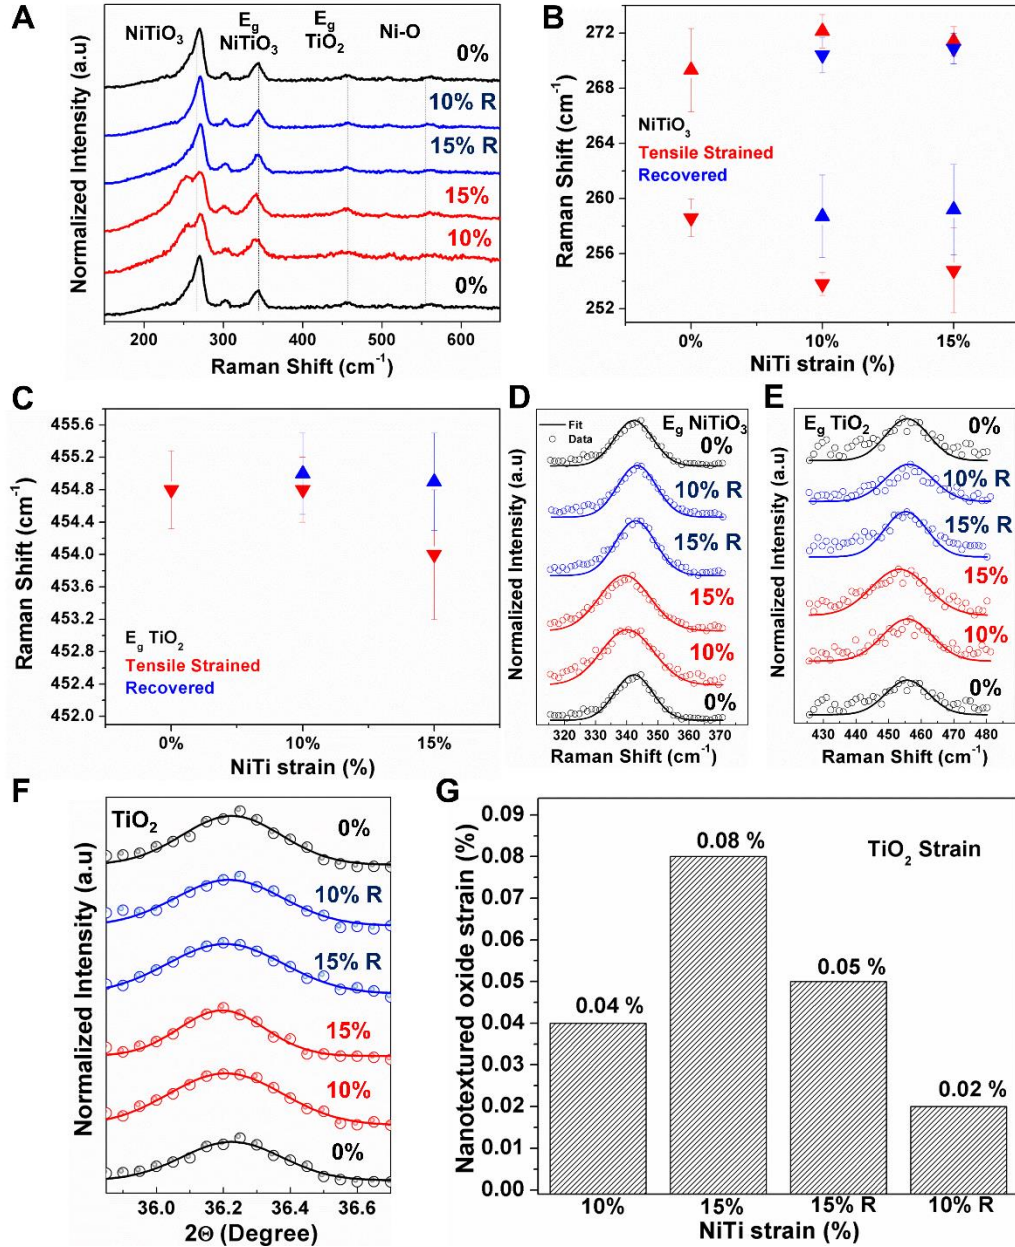 A
NiTiO3
Eg
NiTiO3
Eg
TiO2
Ni-O
0%
10% R
15% R
15%
10%
0%
Normalized Intensity (a.u)
200 300 400 500 600
Raman Shift (cm-1)
B
272
268
264
260
256
252
Raman Shift (cm-1)
NiTiO3
Tensile Strained
Recovered
0% 10% 15%
NiTi strain (%)
C
455.6
455.2
454.8
454.4
454.0
453.6
453.2
452.8
452.4
452.0
Raman Shift (cm-1)
Eg TiO2
Tensile Strained
Recovered
0% 10% 15%
NiTi strain (%)
D
Fit
Data
Eg NiTiO3
0%
10% R
15% R
15%
10%
0%
Normalized Intensity (a.u)
320 330 340 350 360 370
Raman Shift (cm-1)
E
Eg TiO2
0%
10% R
15% R
15%
10%
0%
Normalized Intensity (a.u)
430 440 450 460 470 480
Raman Shift (cm-1)
F
TiO2
0%
10% R
15% R
15%
10%
0%
Normalized Intensity (a.u)
36.0 36.2 36.4 36.6
2Θ (Degree)
G
0.09
0.08
0.07
0.06
0.05
0.04
0.03
0.02
0.01
0.00
Nanotextured oxide strain (%)
TiO2 Strain
0.04 %
0.08 %
0.05 %
0.02 %
10% 15% 15% R 10% R
NiTi strain (%)